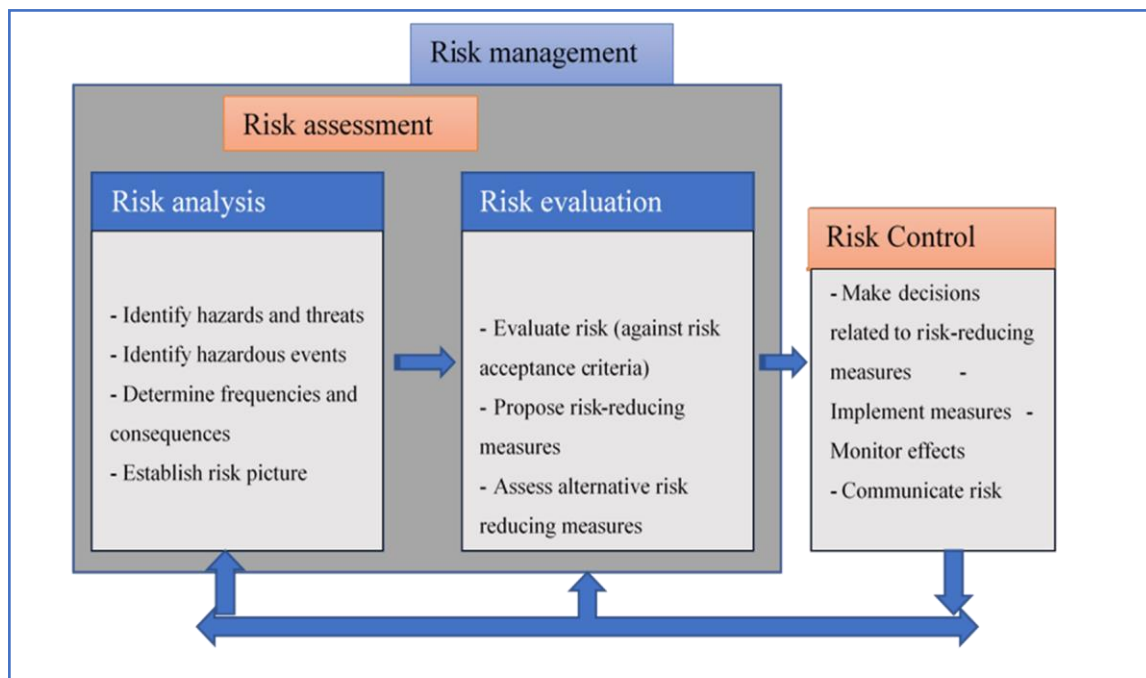 Risk management
Risk assessment
Risk analysis
- Identify hazards and threats
- Identify hazardous events
- Determine frequencies and
consequences
- Establish risk picture
Risk evaluation
- Evaluate risk (against risk
acceptance criteria)
- Propose risk-reducing
measures
- Assess alternative risk
reducing measures
Risk Control
- Make decisions
related to risk-reducing
measures -
Implement measures -
Monitor effects
- Communicate risk